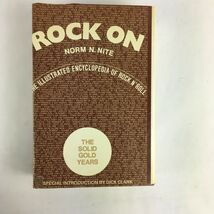 ROCK ON
NORM N. NITE
THE ILLUSTRATED ENCYCLOPEDIA OF ROCK N' ROLL
THE
SOLID
GOLD
YEARS
SPECIAL INTRODUCTION BY DICK CLARK